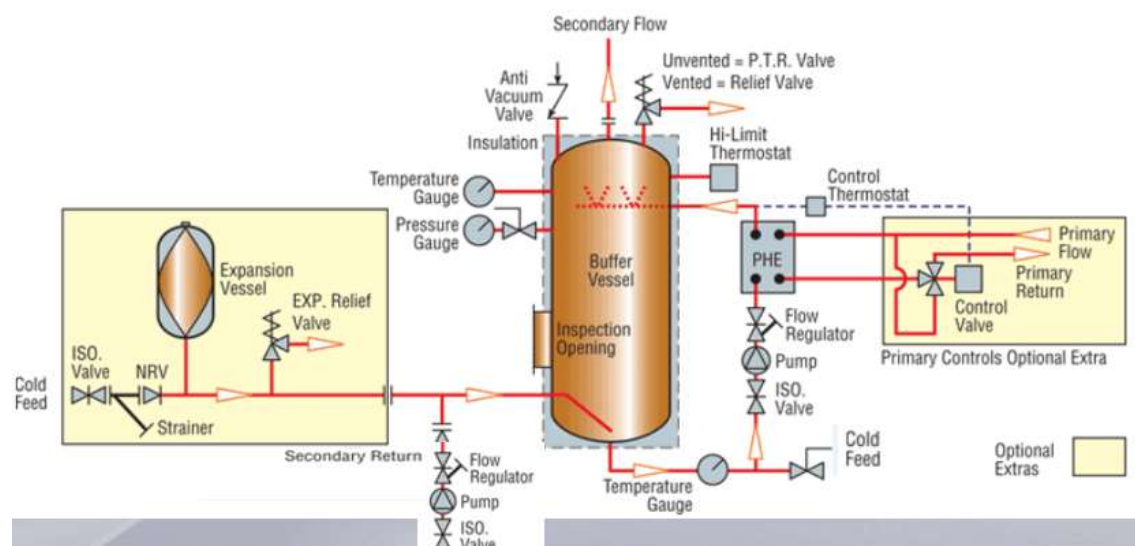 Secondary Flow
Unvented = P.T.R. Valve
Vented = Relief Valve
Anti
Vacuum
Valve
Insulation
Hi-Limit
Thermostat
Temperature
Gauge
Control
Thermostat
Pressure
Gauge
Primary
Flow
PHE
Buffer
Vessel
Primary
Return
Expansion
Vessel
EXP. Relief
Valve
Control
Valve
Flow
Regulator
Inspection
Opening
ISO.
Valve
NRV
Pump
Primary Controls Optional Extra
Cold
Feed
ISO.
Valve
Strainer
Secondary Return
Flow
Regulator
Cold
Feed
Temperature
Gauge
Optional
Extras
Pump
ISO.
Valve